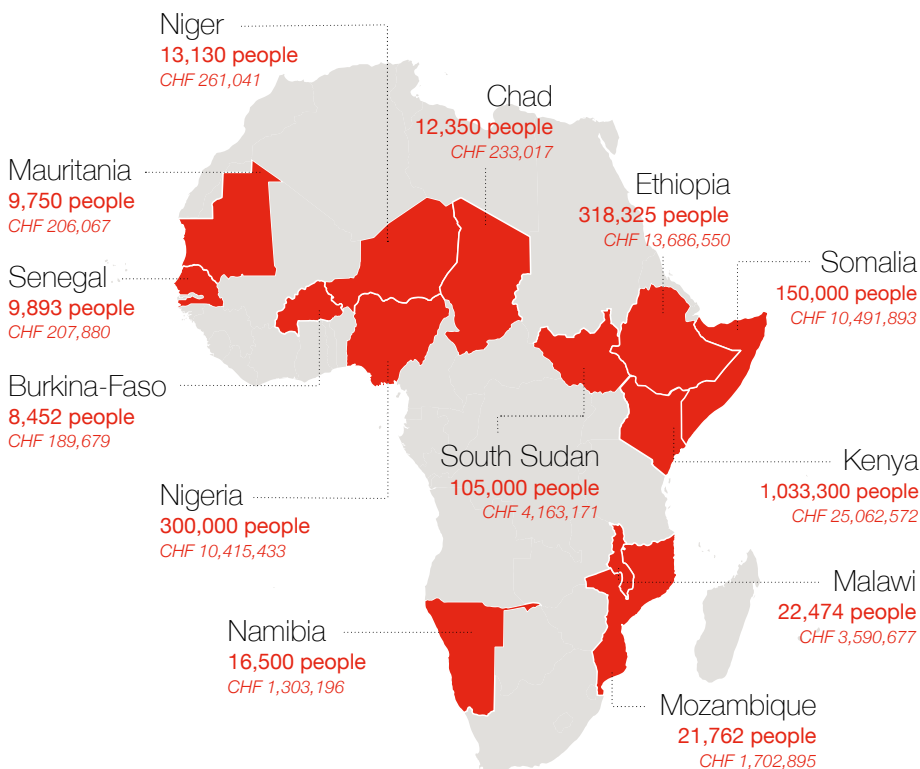 Niger
13,130 people
CHF 261,041
Chad
12,350 people
CHF 233,017
Mauritania
9,750 people
CHF 206,067
Ethiopia
318,325 people
CHF 13,686,550
Senegal
9,893 people
CHF 207,880
Somalia
150,000 people
CHF 10,491,893
Burkina-Faso
8,452 people
CHF 189,679
South Sudan
105,000 people
CHF 4,163,171
Kenya
1,033,300 people
CHF 25,062,572
Nigeria
300,000 people
CHF 10,415,433
Malawi
22,474 people
CHF 3,590,677
Namibia
16,500 people
CHF 1,303,196
Mozambique
21,762 people
CHF 1,702,895